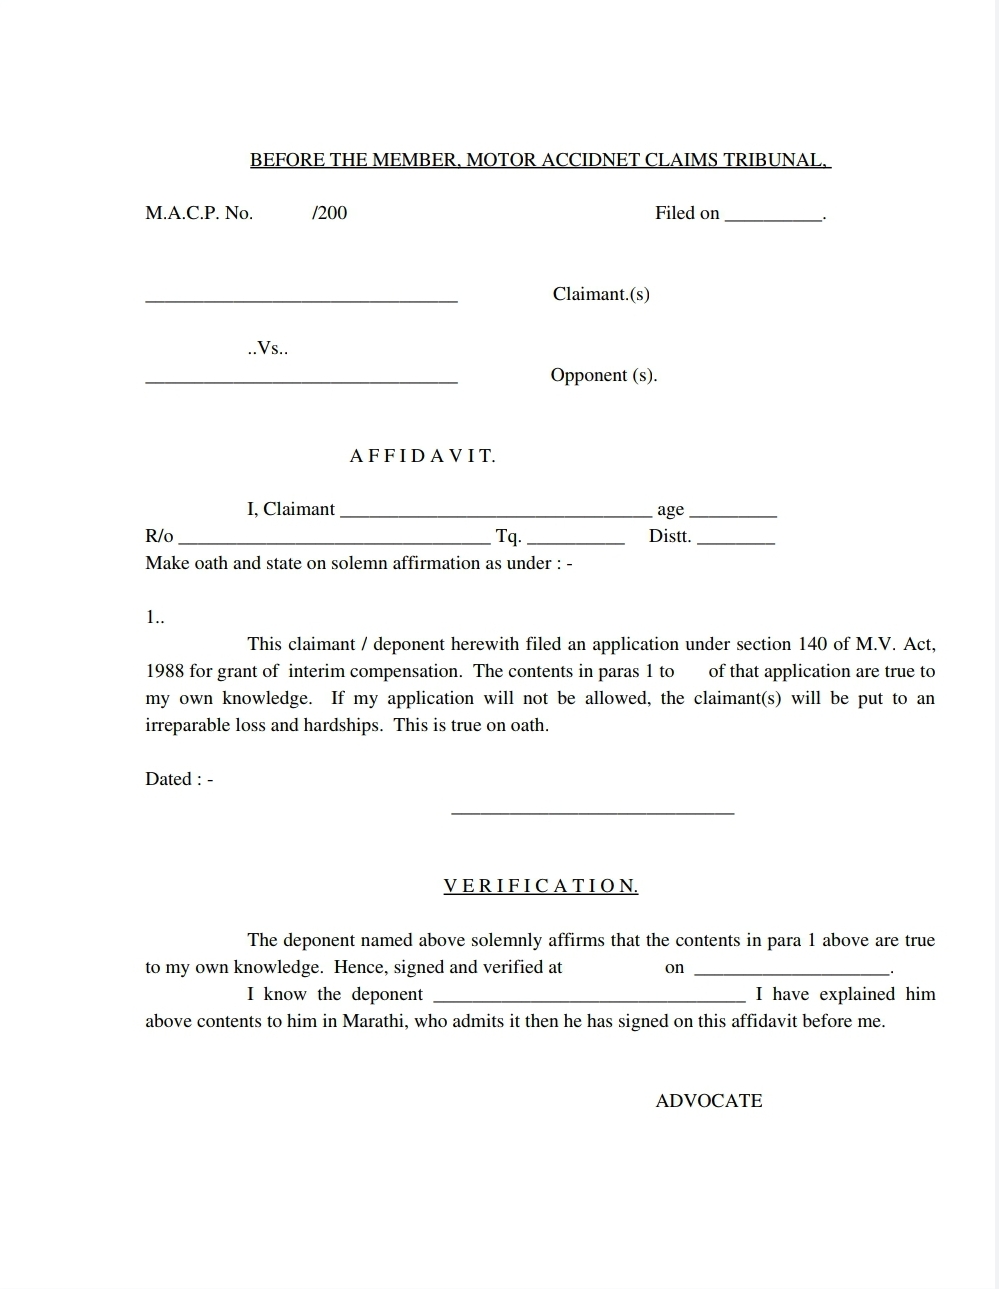 BEFORE THE MEMBER, MOTOR ACCIDNET CLAIMS TRIBUNAL,
M.A.C.P. No. /200 Filed on __________.
________________________________ Claimant.(s)
..Vs..
________________________________ Opponent (s).
A F F I D A V I T.
I, Claimant ________________________________ age _________
R/o ________________________________ Tq. __________ Distt. ________
Make oath and state on solemn affirmation as under : -
1..
This claimant / deponent herewith filed an application under section 140 of M.V. Act,
1988 for grant of interim compensation. The contents in paras 1 to of that application are true to
my own knowledge. If my application will not be allowed, the claimant(s) will be put to an
irreparable loss and hardships. This is true on oath.
Dated : -
_____________________________
V E R I F I C A T I O N.
The deponent named above solemnly affirms that the contents in para 1 above are true
to my own knowledge. Hence, signed and verified at on ____________________.
I know the deponent ________________________________ I have explained him
above contents to him in Marathi, who admits it then he has signed on this affidavit before me.
ADVOCATE